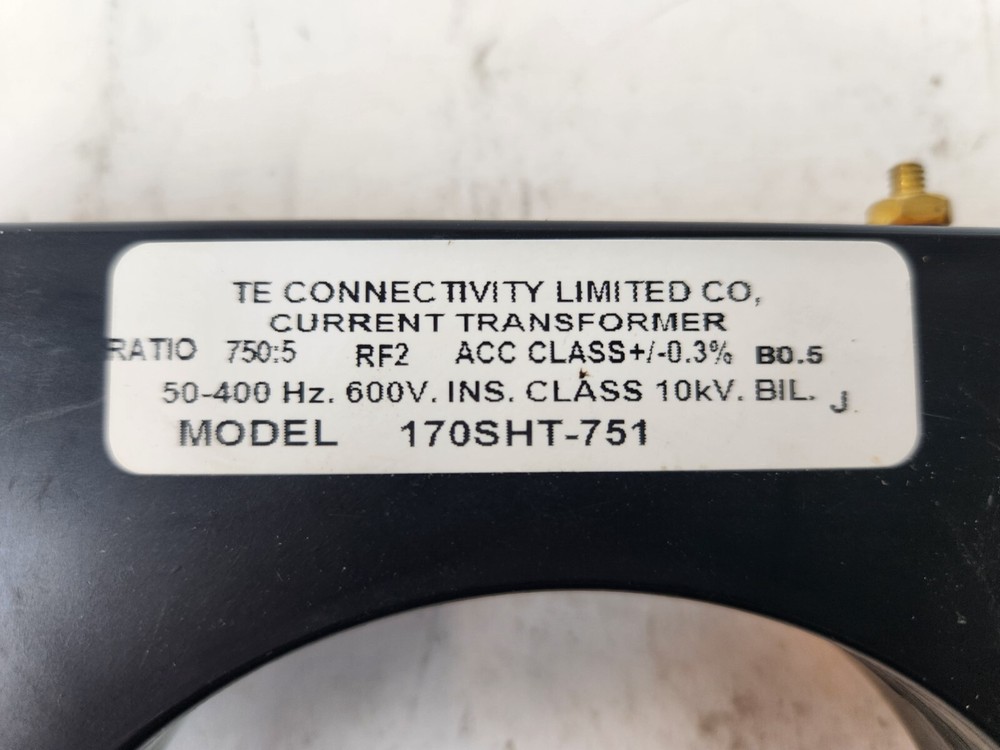 TE CONNECTIVITY LIMITED CO,
CURRENT TRANSFORMER
RATIO 750:5 RF2 ACC CLASS+/-0.3% B0.5
50-400 Hz. 600V. INS. CLASS 10kV. BIL. J
MODEL 170SHT-751